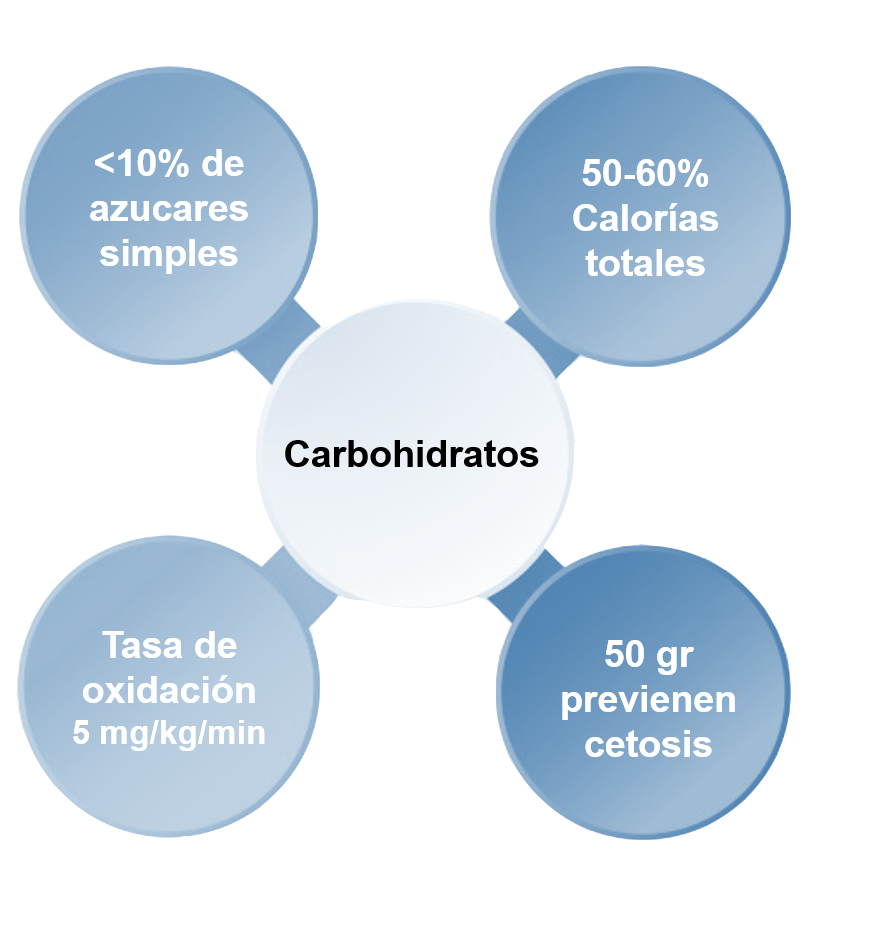 <10% de
azucares
simples
50-60%
Calorías
totales
Carbohidratos
Tasa de
oxidación
5 mg/kg/min
50 gr
previenen
cetosis